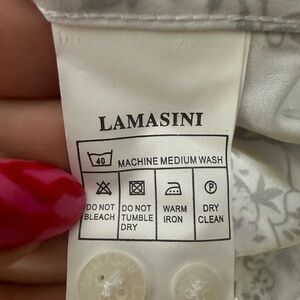 LAMASINI
40 MACHINE MEDIUM WASH
DO NOT BLEACH
DO NOT TUMBLE DRY
WARM IRON
P
DRY CLEAN